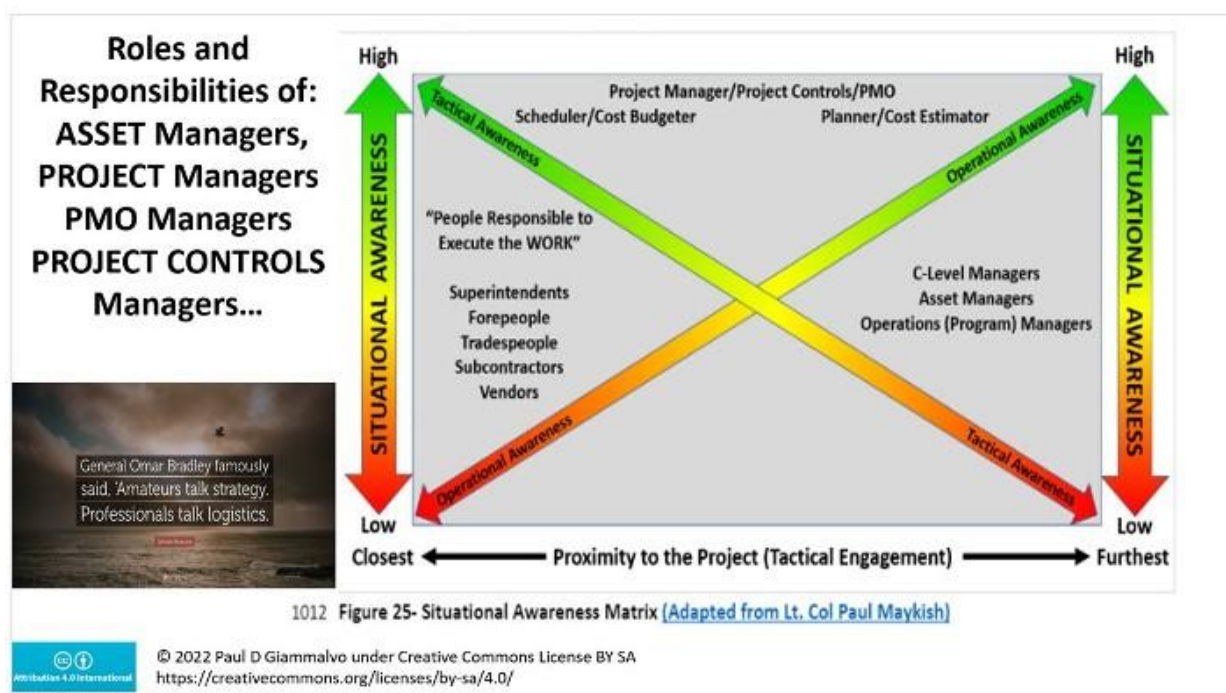 Roles and
Responsibilities of:
ASSET Managers,
PROJECT Managers
PMO Managers
PROJECT CONTROLS
Managers...
General Omar Bradley famously
said, 'Amateurs talk strategy.
Professionals talk logistics.
High
SITUATIONAL AWARENESS
Low
Tactical Awareness
Operational Awareness
Project Manager/Project Controls/PMO
Scheduler/Cost Budgeter
Planner/Cost Estimator
"People Responsible to
Execute the WORK"
Superintendents
Forepeople
Tradespeople
Subcontractors
Vendors
C-Level Managers
Asset Managers
Operations (Program) Managers
Operational Awareness
Tactical Awareness
High
SITUATIONAL AWARENESS
Low
Closest Proximity to the Project (Tactical Engagement) Furthest
1012 Figure 25- Situational Awareness Matrix (Adapted from Lt. Col Paul Maykish)
cc
Attribution 4.0 International
© 2022 Paul D Giammalvo under Creative Commons License BY SA
https://creativecommons.org/licenses/by-sa/4.0/